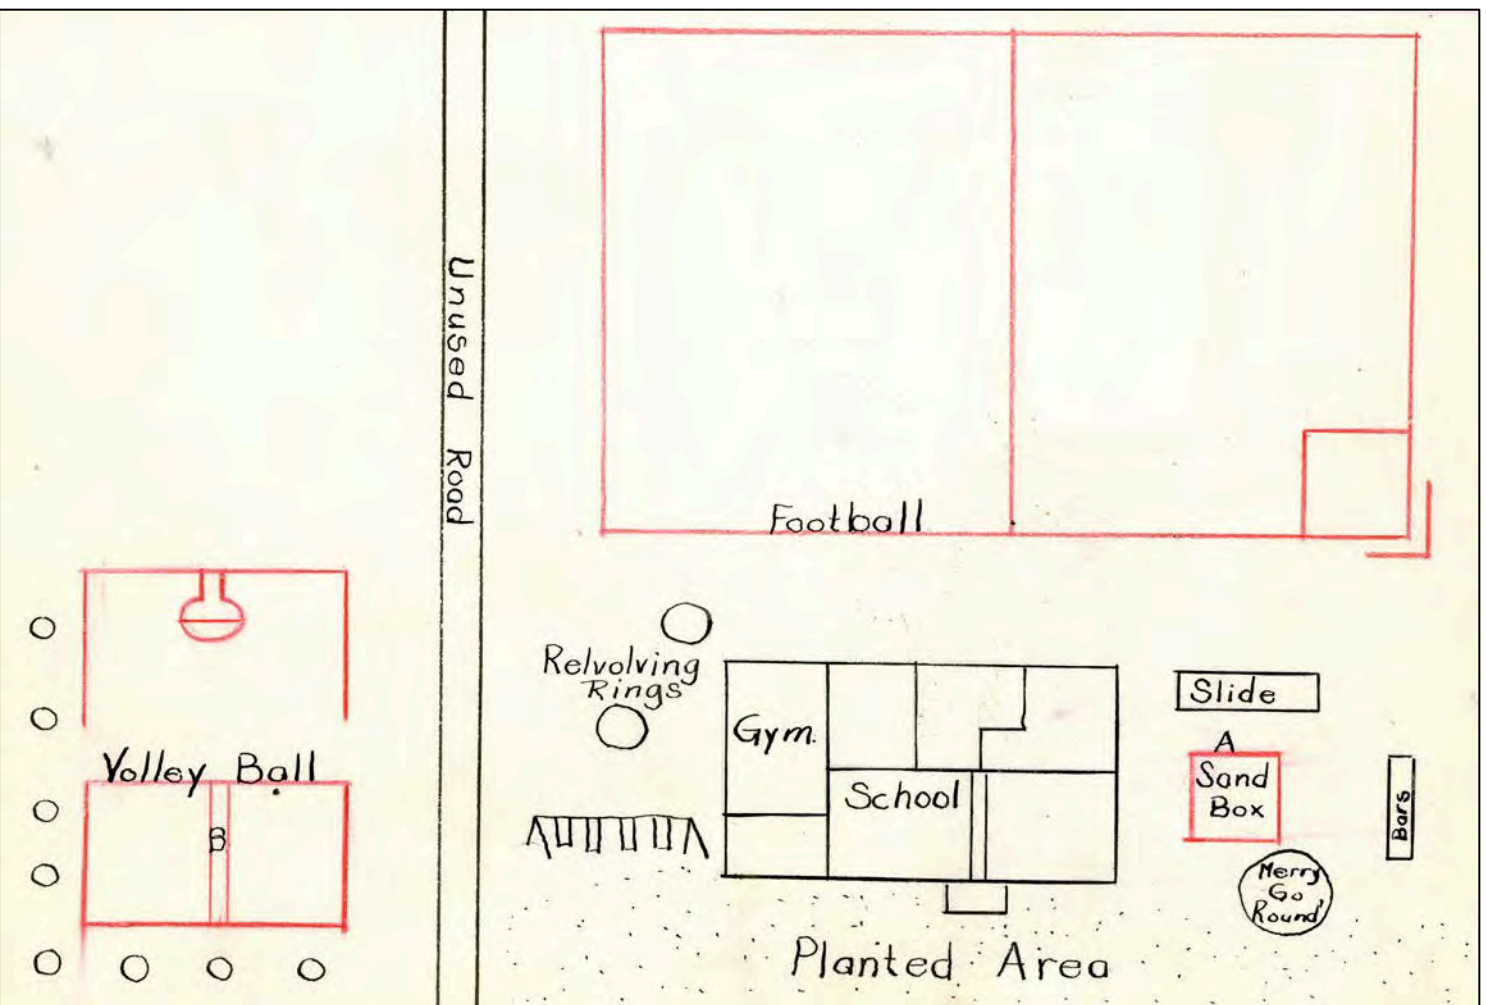 Unused Road
Football
Relvolving
Rings
Gym.
School
Slide
A
Sand
Box
Bars
Merry
Go
Round
Volley Ball
B
Planted Area